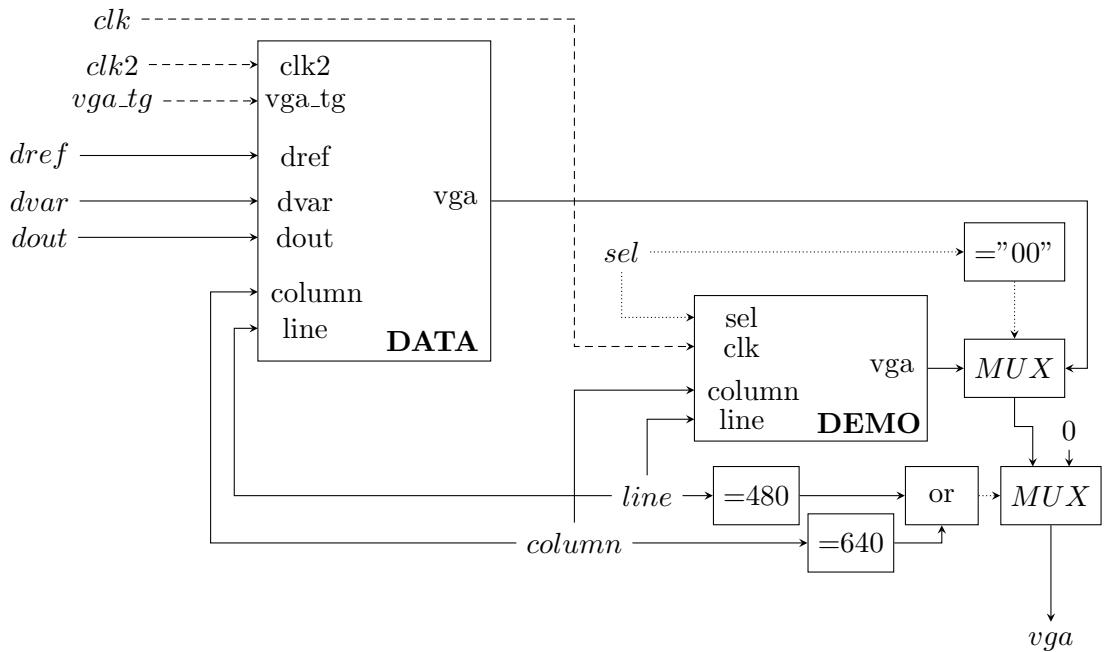 clk
clk2 clk2
vga_tg vga_tg
dref dref
dvar dvar vga
dout dout
sel =”00”
column
line DATA
sel
clk
vga MUX
column
line DEMO
0
line =480 or MUX
column =640
vga